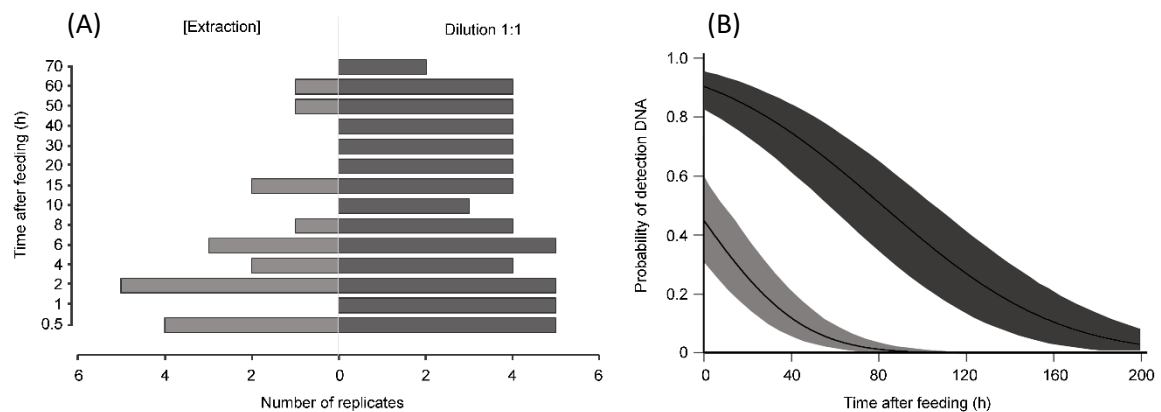 (A)
[Extraction]
Dilution 1:1
Time after feeding (h)
70
60
50
40
30
20
15
10
8
6
4
2
1
0.5
6 4 2 0 2 4 6
Number of replicates
(B)
Probability of detection DNA
1.0
0.8
0.6
0.4
0.2
0
0 40 80 120 160 200
Time after feeding (h)